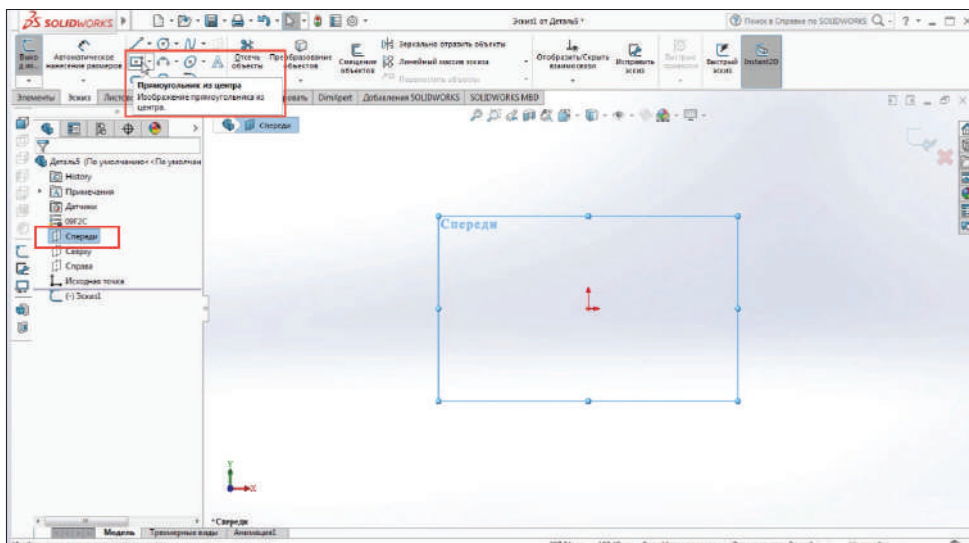 SOLIDWORKS
Эскиз1 от Деталь5 *
Поиск в Справке по SOLIDWORKS
Автоматическое нанесение размеров
Отсечь объекты
Преобразование объектов
Смещение объектов
Зеркально отразить объекты
Линейный массив эскиза
Переместить объекты
Отобразить/Скрыть взаимосвязи
Исправить эскиз
Быстрый эскиз
Instant2D
Прямоугольник из центра
Изображение прямоугольника из центра.
Элементы
Эскиз
DimXpert
Добавления SOLIDWORKS
SOLIDWORKS MBD
Спереди
Деталь5 (По умолчанию<<По умолчан
History
Примечания
Датчики
09Г2С
Спереди
Сверху
Справа
Исходная точка
(-) Эскиз1
Спереди
Y
X
*Спереди
Модель
Трехмерные виды
Анимация1